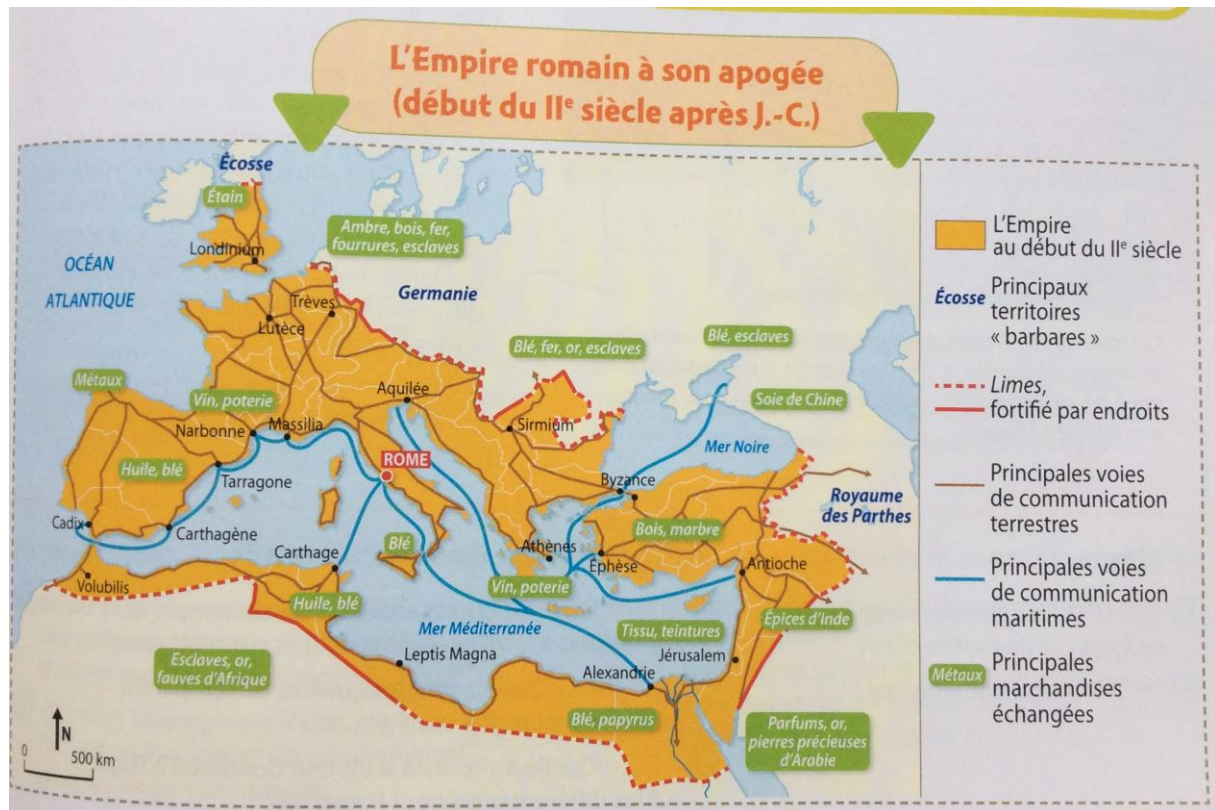 L'Empire romain à son apogée
(début du IIe siècle après J.-C.)
Écosse
Étain
Londinium
Ambre, bois, fer,
fourrures, esclaves
OCÉAN
ATLANTIQUE
Germanie
Trèves
Lutèce
Blé, fer, or, esclaves
Blé, esclaves
Métaux
Vin, poterie
Aquilée
Soie de Chine
Narbonne
Massilia
Sirmium
Mer Noire
ROME
Huile, blé
Tarragone
Byzance
Royaume
des Parthes
Cadix
Carthagène
Bois, marbre
Carthage
Blé
Athènes
Éphèse
Antioche
Volubilis
Vin, poterie
Huile, blé
Mer Méditerranée
Tissu, teintures
Épices d'Inde
Esclaves, or,
fauves d'Afrique
Leptis Magna
Jérusalem
Alexandrie
Blé, papyrus
Parfums, or,
pierres précieuses
d'Arabie
N
0
500 km
L'Empire
au début du IIe siècle
Écosse
Principaux
territoires
« barbares »
Limes,
fortifié par endroits
Principales voies
de communication
terrestres
Principales voies
de communication
maritimes
Métaux
Principales
marchandises
échangées